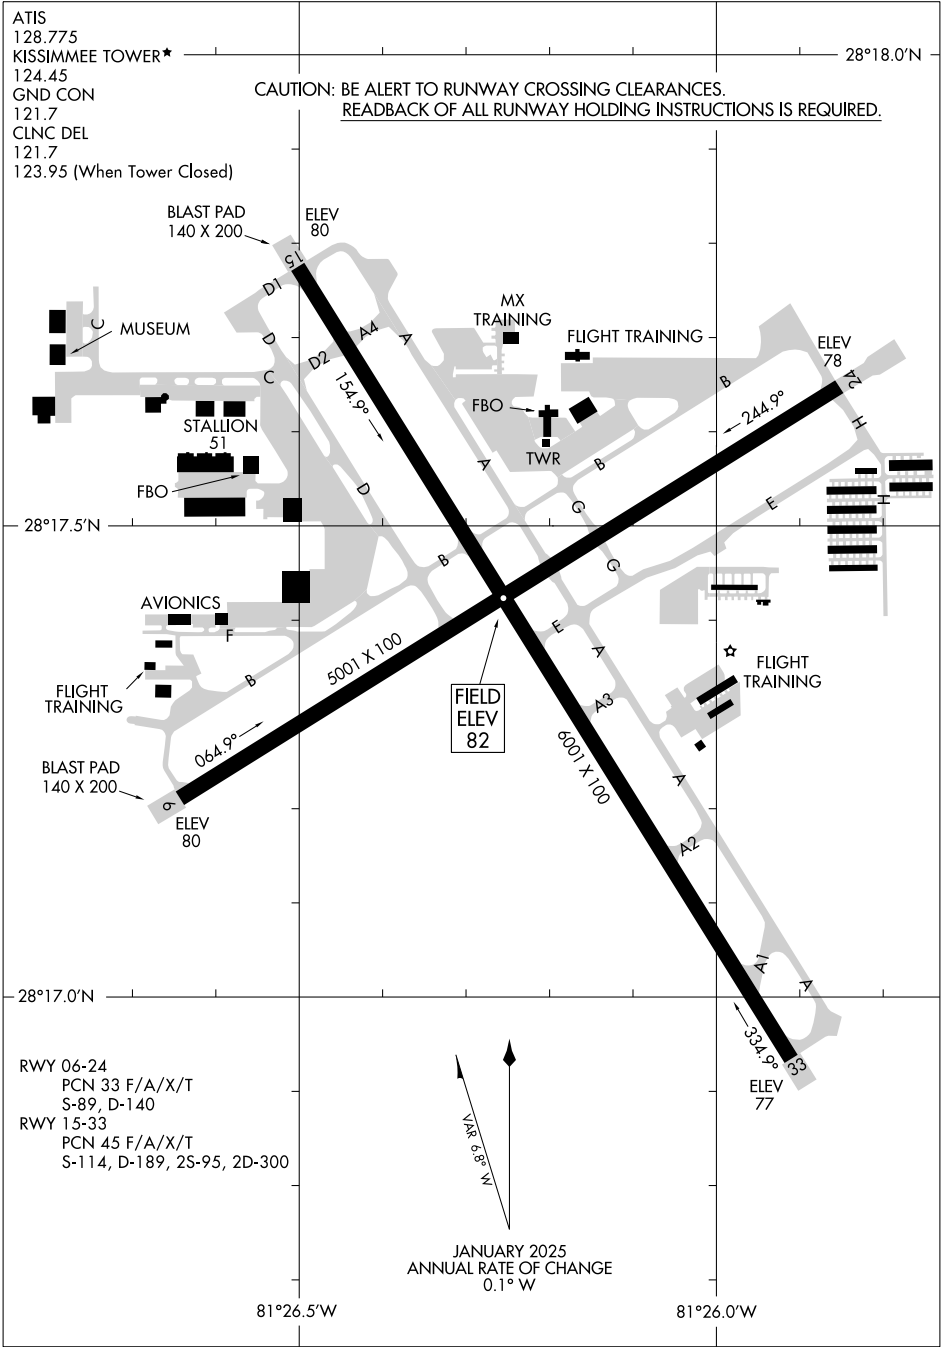 ATIS
128.775
KISSIMMEE TOWER★
124.45
GND CON
121.7
CLNC DEL
121.7
123.95 (When Tower Closed)
28°18.0'N
CAUTION: BE ALERT TO RUNWAY CROSSING CLEARANCES.
READBACK OF ALL RUNWAY HOLDING INSTRUCTIONS IS REQUIRED.
BLAST PAD
140 X 200
ELEV
80
15
D1
C
MUSEUM
D
D2
A4
A
MX
TRAINING
FLIGHT TRAINING
ELEV
78
24
C
154.9°
B
244.9°
FBO
H
STALLION
51
TWR
A
B
FBO
D
G
E
H
28°17.5'N
B
G
AVIONICS
F
E
A
5001 X 100
FLIGHT
TRAINING
B
FLIGHT
TRAINING
FIELD
ELEV
82
A3
064.9°
6001 X 100
A
BLAST PAD
140 X 200
6
ELEV
80
A2
A1
A
28°17.0'N
334.9°
33
ELEV
77
RWY 06-24
PCN 33 F/A/X/T
S-89, D-140
RWY 15-33
PCN 45 F/A/X/T
S-114, D-189, 2S-95, 2D-300
VAR 6.8° W
JANUARY 2025
ANNUAL RATE OF CHANGE
0.1° W
81°26.5'W
81°26.0'W